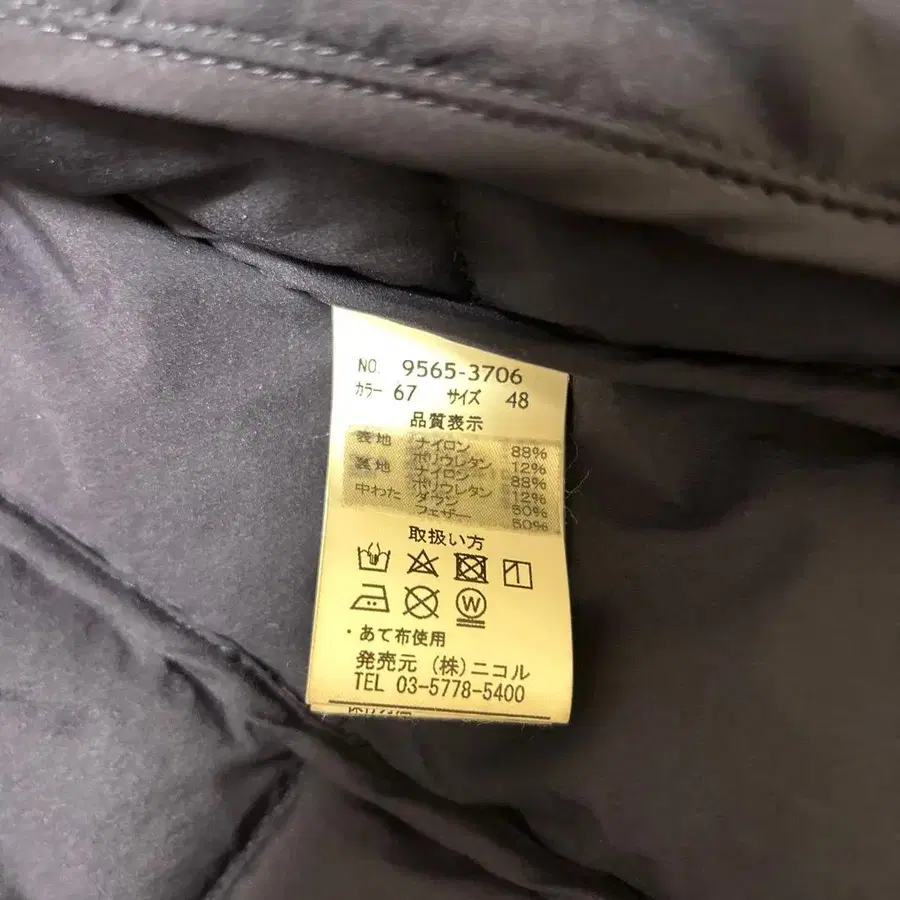 NO. 9565-3706
カラー 67 サイズ 48
品質表示
表地 ナイロン 88%
ポリウレタン 12%
裏地 ナイロン 88%
ポリウレタン 12%
中わた ダウン 50%
フェザー 50%
取扱い方
W
・あて布使用
発売元 (株)ニコル
TEL 03-5778-5400